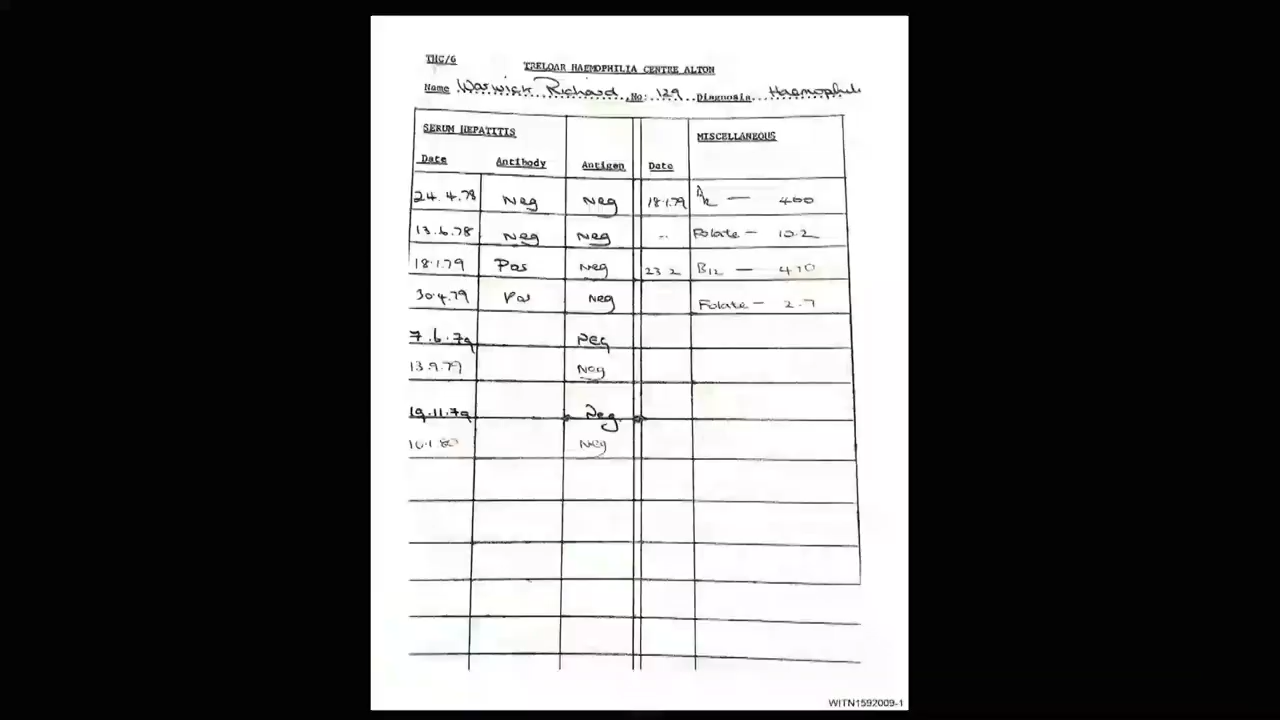 THC/6
TRELOAR HAEMOPHILIA CENTRE ALTON
Name Warwick Richard No: 129 Diagnosis Haemophili
SERUM HEPATITIS MISCELLANEOUS
Date Antibody Antigen Date
24.4.78 Neg Neg 18.1.79 — 400
13.6.78 Neg Neg .. Folate - 10.2
18.1.79 Pos Neg 23 2 B12 — 470
30.4.79 Pos Neg Folate - 2.7
7.6.79 Neg
13.9.79 Neg
19.11.79 Neg
16.1.80 Neg
WITN1592009-1